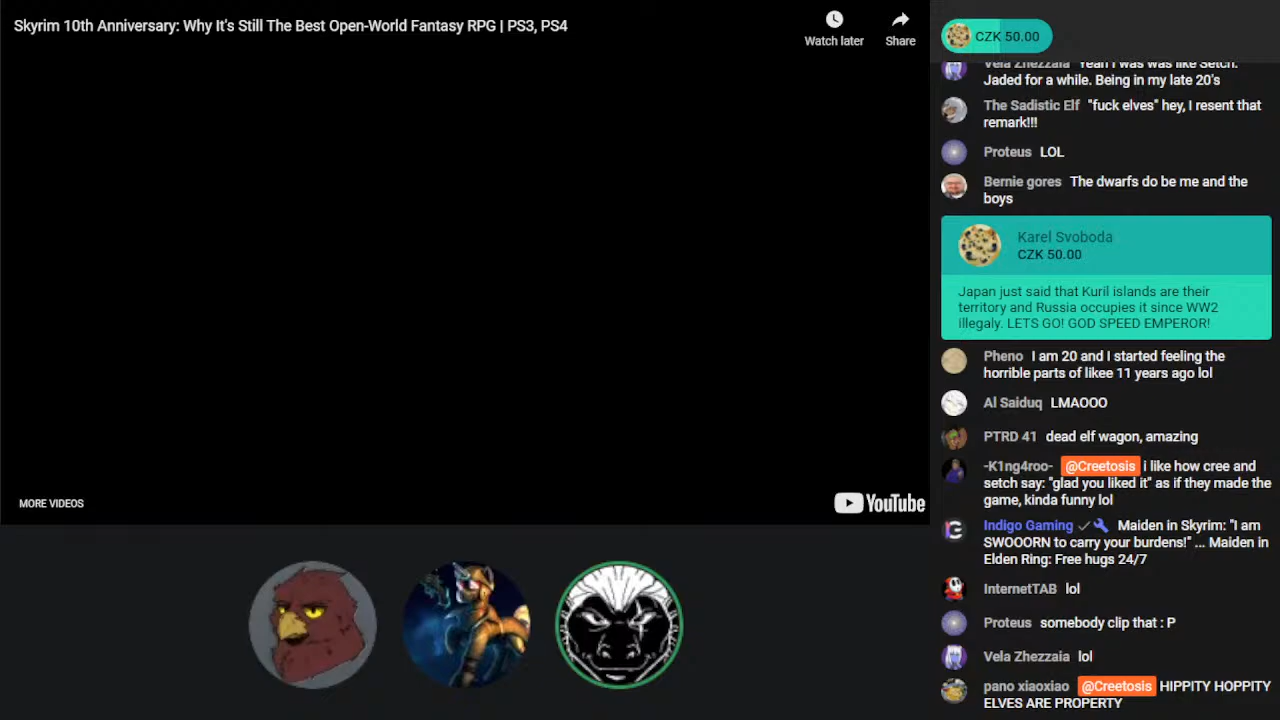 Skyrim 10th Anniversary: Why It's Still The Best Open-World Fantasy RPG | PS3, PS4
Watch later
Share
MORE VIDEOS
YouTube
CZK 50.00
Vela Zhezzaia Yeah I was was like Setch.
Jaded for a while. Being in my late 20's
The Sadistic Elf "fuck elves" hey, I resent that
remark!!!
Proteus LOL
Bernie gores The dwarfs do be me and the
boys
Karel Svoboda
CZK 50.00
Japan just said that Kuril islands are their
territory and Russia occupies it since WW2
illegaly. LETS GO! GOD SPEED EMPEROR!
Pheno I am 20 and I started feeling the
horrible parts of likee 11 years ago lol
Al Saiduq LMAOOO
PTRD 41 dead elf wagon, amazing
-K1ng4roo- @Creetosis i like how cree and
setch say: "glad you liked it" as if they made the
game, kinda funny lol
Indigo Gaming Maiden in Skyrim: "I am
SWOOORN to carry your burdens!" ... Maiden in
Elden Ring: Free hugs 24/7
InternetTAB lol
Proteus somebody clip that : P
Vela Zhezzaia lol
pano xiaoxiao @Creetosis HIPPITY HOPPITY
ELVES ARE PROPERTY